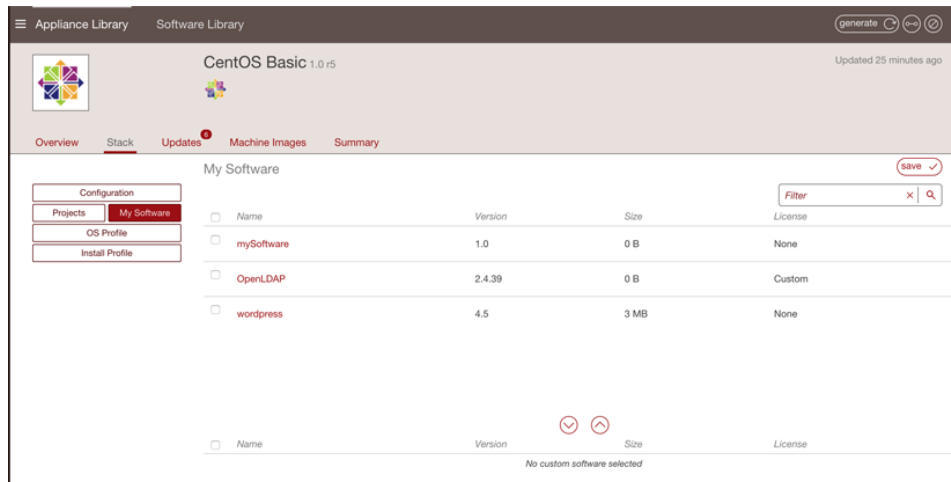 Appliance Library Software Library generate
CentOS Basic 1.0 r5 Updated 25 minutes ago
Overview Stack Updates 6 Machine Images Summary
My Software save
Configuration
Filter
Projects My Software
Name Version Size License
OS Profile
mySoftware 1.0 0 B None
Install Profile
OpenLDAP 2.4.39 0 B Custom
wordpress 4.5 3 MB None
Name Version Size License
No custom software selected